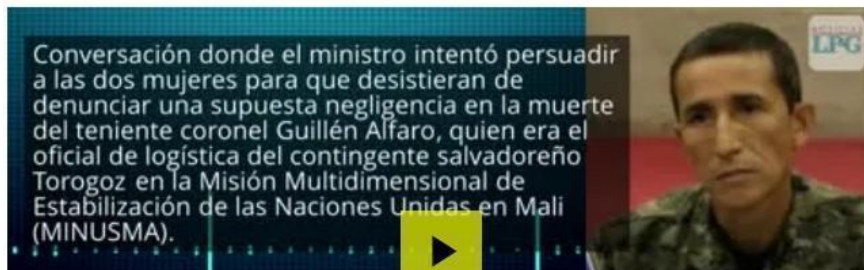 Conversación donde el ministro intentó persuadir
a las dos mujeres para que desistieran de
denunciar una supuesta negligencia en la muerte
del teniente coronel Guillén Alfaro, quien era el
oficial de logística del contingente salvadoreño
Torogoz en la Misión Multidimensional de
Estabilización de las Naciones Unidas en Mali
(MINUSMA).
LPG